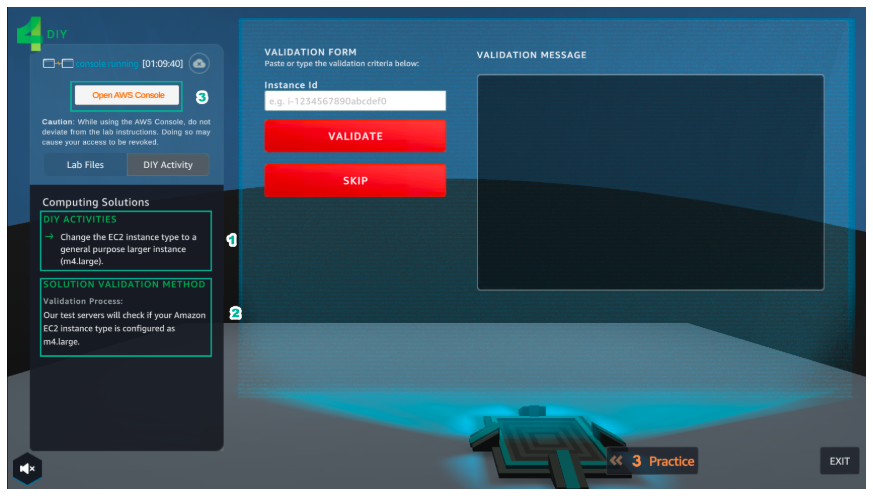 4 DIY
console running [01:09:40]
Open AWS Console
3
Caution: While using the AWS Console, do not
deviate from the lab instructions. Doing so may
cause your access to be revoked.
Lab Files
DIY Activity
Computing Solutions
DIY ACTIVITIES
→ Change the EC2 instance type to a
general purpose larger instance
(m4.large).
1
SOLUTION VALIDATION METHOD
Validation Process:
Our test servers will check if your Amazon
EC2 instance type is configured as
m4.large.
2
VALIDATION FORM
Paste or type the validation criteria below:
Instance Id
e.g. i-1234567890abcdef0
VALIDATE
SKIP
VALIDATION MESSAGE
3 Practice
EXIT